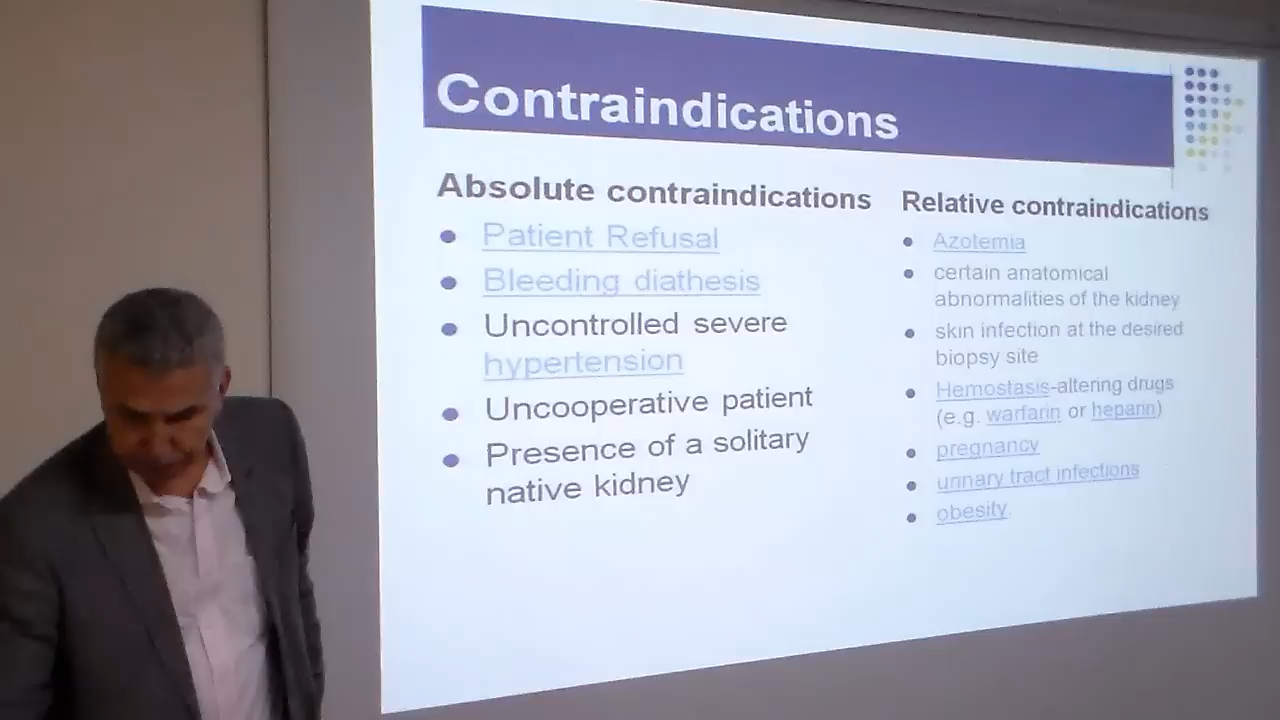 Contraindications
Absolute contraindications
Patient Refusal
Bleeding diathesis
Uncontrolled severe
hypertension
Uncooperative patient
Presence of a solitary
native kidney
Relative contraindications
Azotemia
certain anatomical
abnormalities of the kidney
skin infection at the desired
biopsy site
Hemostasis-altering drugs
(e.g. warfarin or heparin)
pregnancy
urinary tract infections
obesity.